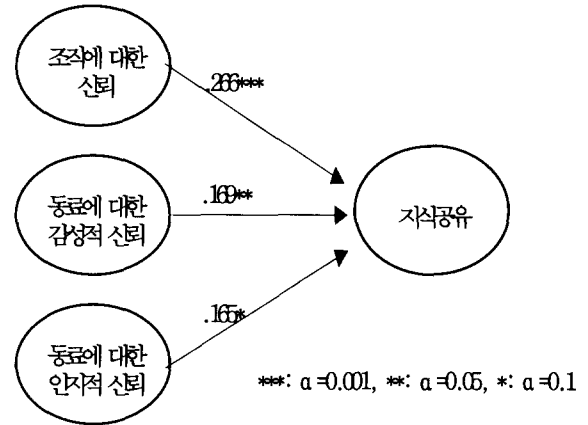 조직에 대한
신뢰
.266***
동료에 대한
감성적 신뢰
.169**
지식공유
.165*
동료에 대한
인지적 신뢰
***: α=0.001, **: α=0.05, *: α=0.1